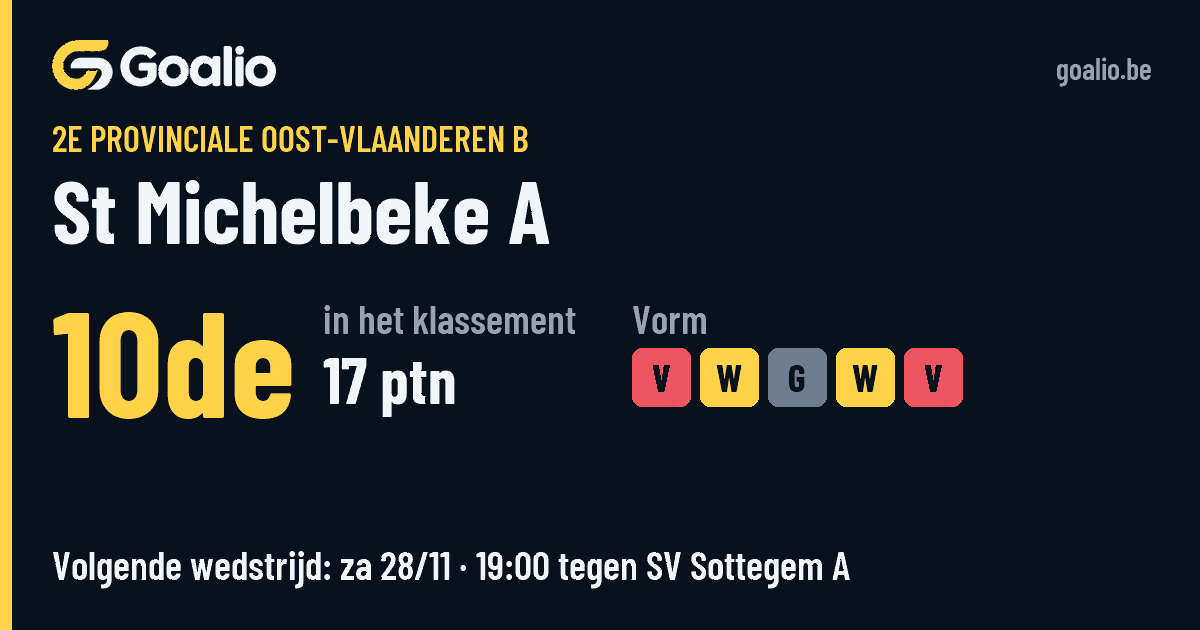 Goalio
goalio.be
2E PROVINCIALE OOST-VLAANDEREN B
St Michelbeke A
10de
in het klassement
17 ptn
Vorm
V W G W V
Volgende wedstrijd: za 28/11 · 19:00 tegen SV Sottegem A